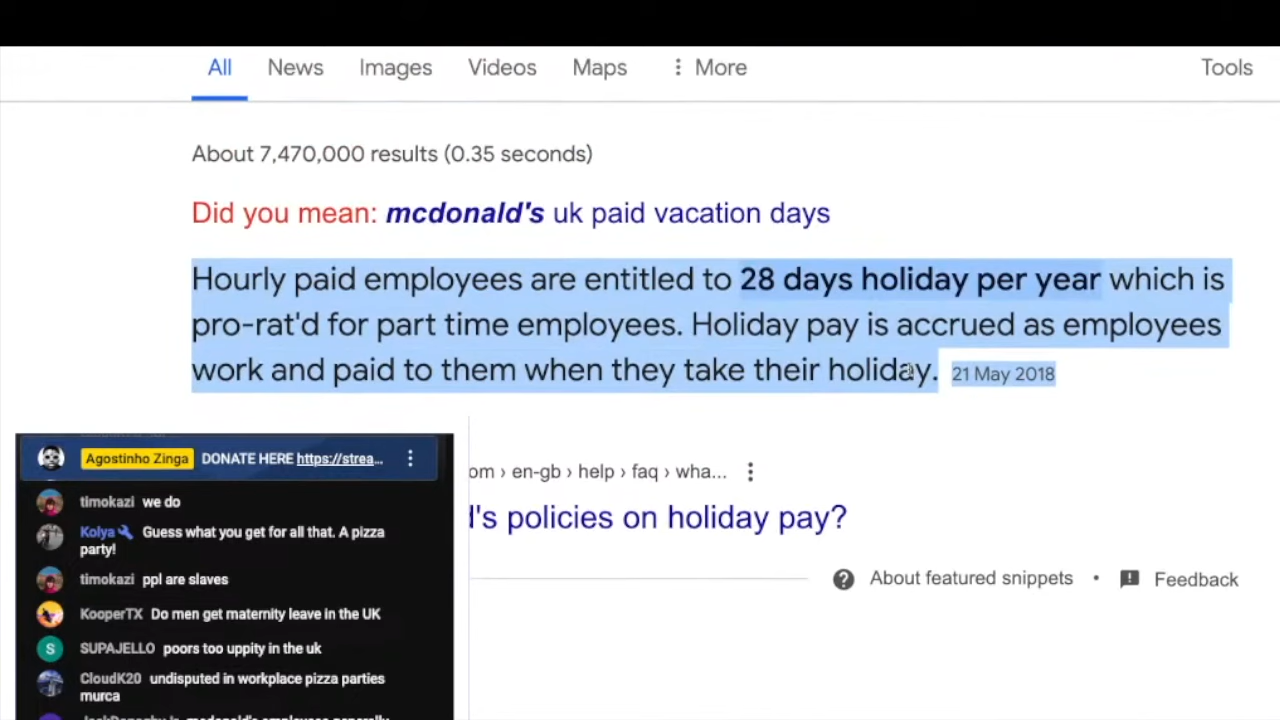 All News Images Videos Maps More Tools
About 7,470,000 results (0.35 seconds)
Did you mean: mcdonald's uk paid vacation days
Hourly paid employees are entitled to 28 days holiday per year which is
pro-rat'd for part time employees. Holiday pay is accrued as employees
work and paid to them when they take their holiday. 21 May 2018
om › en-gb › help › faq › wha...
d's policies on holiday pay?
About featured snippets • Feedback
Agostinho Zinga DONATE HERE https://strea...
timokazi we do
Kolya Guess what you get for all that. A pizza
party!
timokazi ppl are slaves
KooperTX Do men get maternity leave in the UK
S SUPAJELLO poors too uppity in the uk
CloudK20 undisputed in workplace pizza parties
murca
mcdonald's employees generally